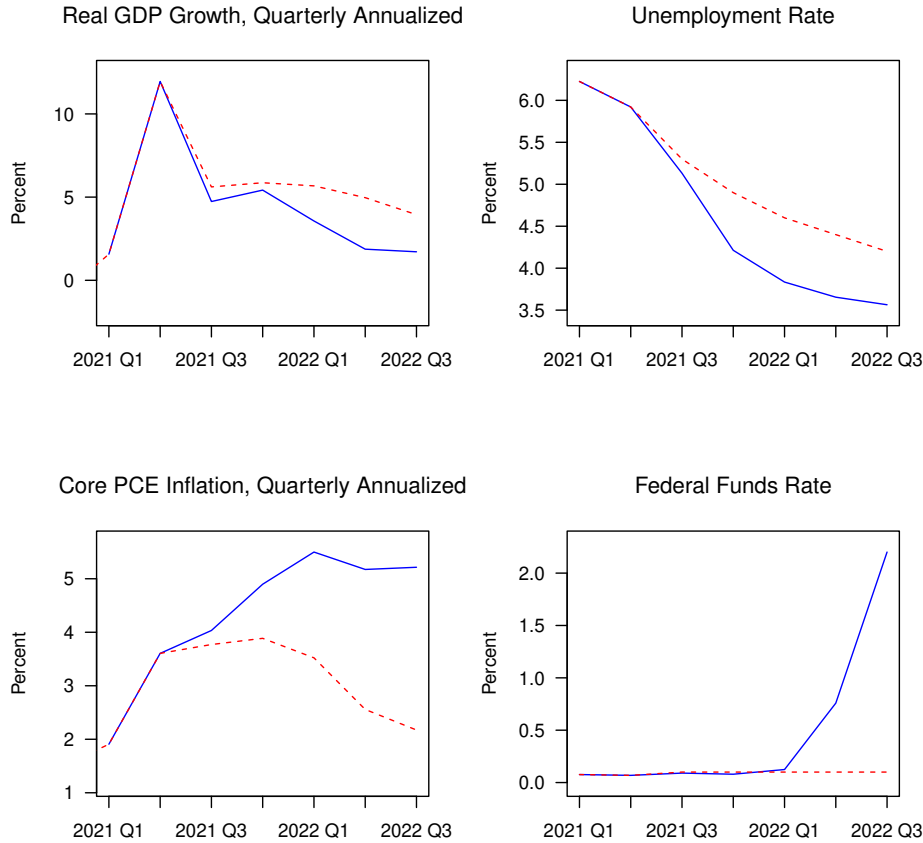 Real GDP Growth, Quarterly Annualized
Percent
10
5
0
2021 Q1
2021 Q3
2022 Q1
2022 Q3
Unemployment Rate
Percent
6.0
5.5
5.0
4.5
4.0
3.5
2021 Q1
2021 Q3
2022 Q1
2022 Q3
Core PCE Inflation, Quarterly Annualized
Percent
5
4
3
2
1
2021 Q1
2021 Q3
2022 Q1
2022 Q3
Federal Funds Rate
Percent
2.0
1.5
1.0
0.5
0.0
2021 Q1
2021 Q3
2022 Q1
2022 Q3